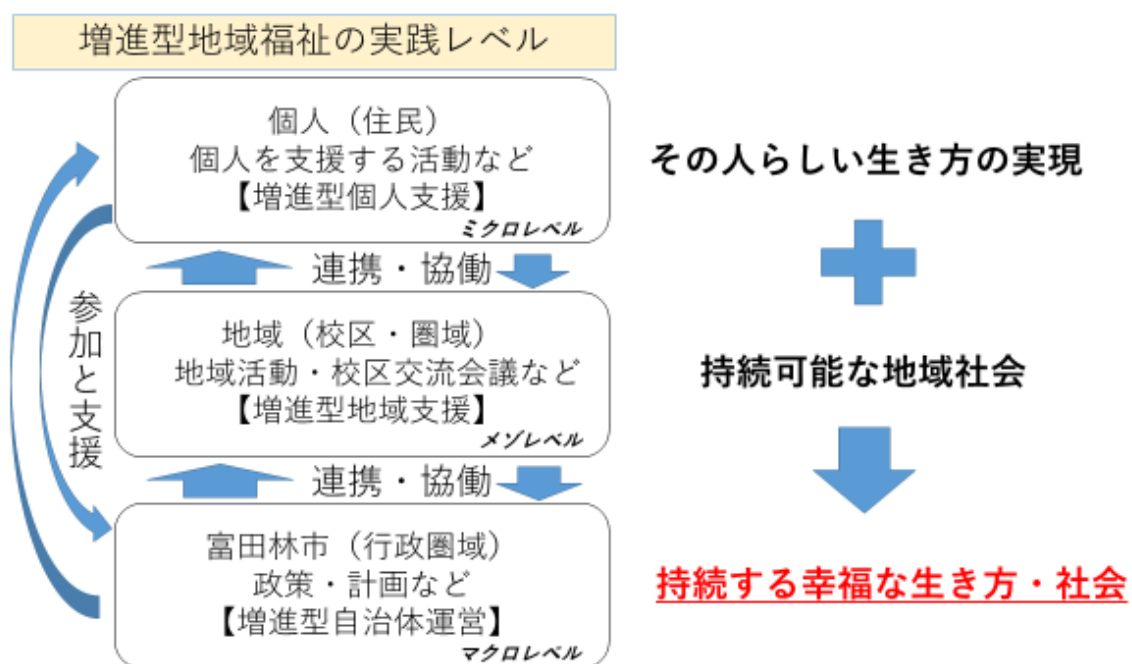 増進型地域福祉の実践レベル
個人（住民）
個人を支援する活動など
【増進型個人支援】
ミクロレベル
連携・協働
地域（校区・圏域）
地域活動・校区交流会議など
【増進型地域支援】
メゾレベル
連携・協働
富田林市（行政圏域）
政策・計画など
【増進型自治体運営】
マクロレベル
参加と支援
その人らしい生き方の実現
持続可能な地域社会
持続する幸福な生き方・社会